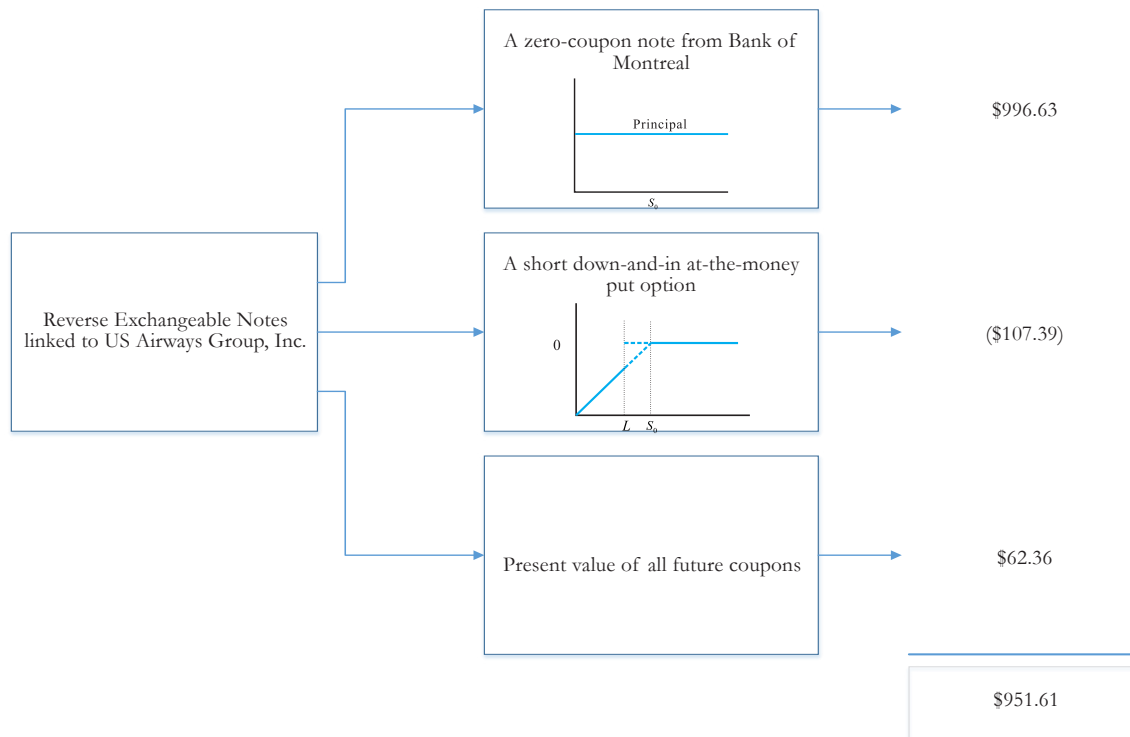 A zero-coupon note from Bank of
Montreal
Principal
S₀
$996.63
Reverse Exchangeable Notes
linked to US Airways Group, Inc.
A short down-and-in at-the-money
put option
0
L S₀
($107.39)
Present value of all future coupons
$62.36
$951.61